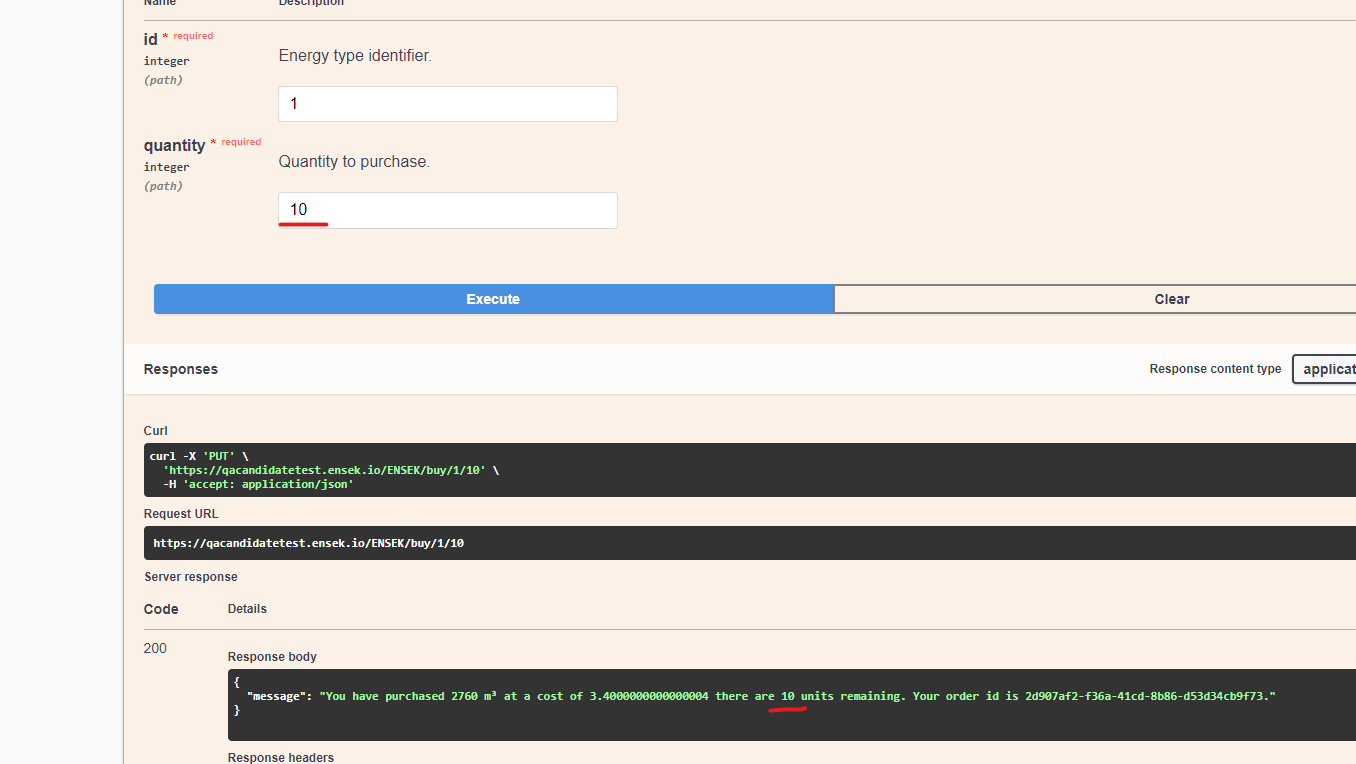 Name Description
id * required
integer
(path)
Energy type identifier.
1
quantity * required
integer
(path)
Quantity to purchase.
10
Execute Clear
Responses Response content type applicat
Curl
curl -X 'PUT' \
'https://qacandidatetest.ensek.io/ENSEK/buy/1/10' \
-H 'accept: application/json'
Request URL
https://qacandidatetest.ensek.io/ENSEK/buy/1/10
Server response
Code Details
200
Response body
{
"message": "You have purchased 2760 m³ at a cost of 3.4000000000000004 there are 10 units remaining. Your order id is 2d907af2-f36a-41cd-8b86-d53d34cb9f73."
}
Response headers